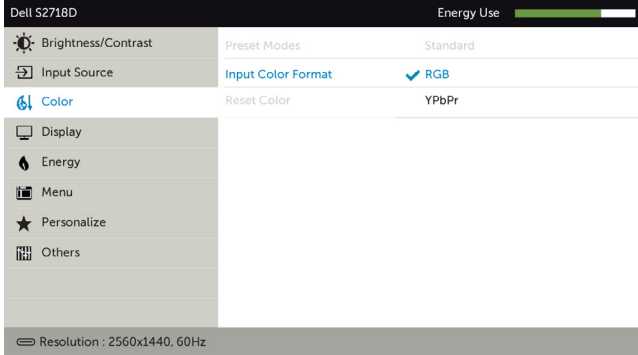 Dell S2718D Energy Use
Brightness/Contrast Preset Modes Standard
Input Source Input Color Format RGB
Color Reset Color YPbPr
Display
Energy
Menu
Personalize
Others
Resolution : 2560x1440, 60Hz